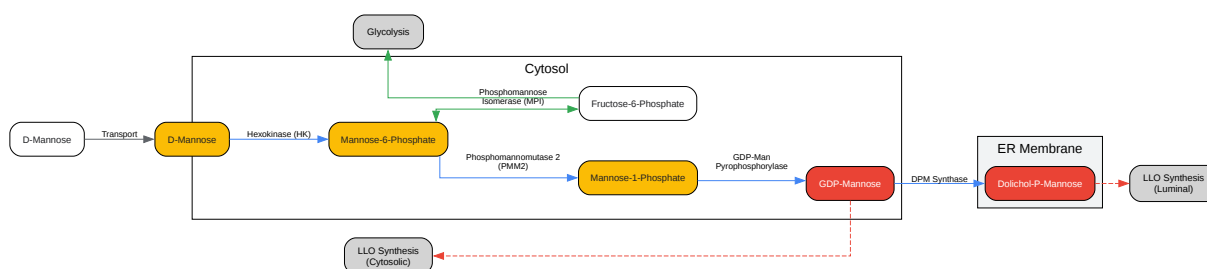 Glycolysis
Cytosol
Phosphomannose
Isomerase (MPI)
Fructose-6-Phosphate
D-Mannose
Transport
D-Mannose
Hexokinase (HK)
Mannose-6-Phosphate
Phosphomannomutase 2
(PMM2)
Mannose-1-Phosphate
GDP-Man
Pyrophosphorylase
GDP-Mannose
DPM Synthase
ER Membrane
Dolichol-P-Mannose
LLO Synthesis
(Luminal)
LLO Synthesis
(Cytosolic)